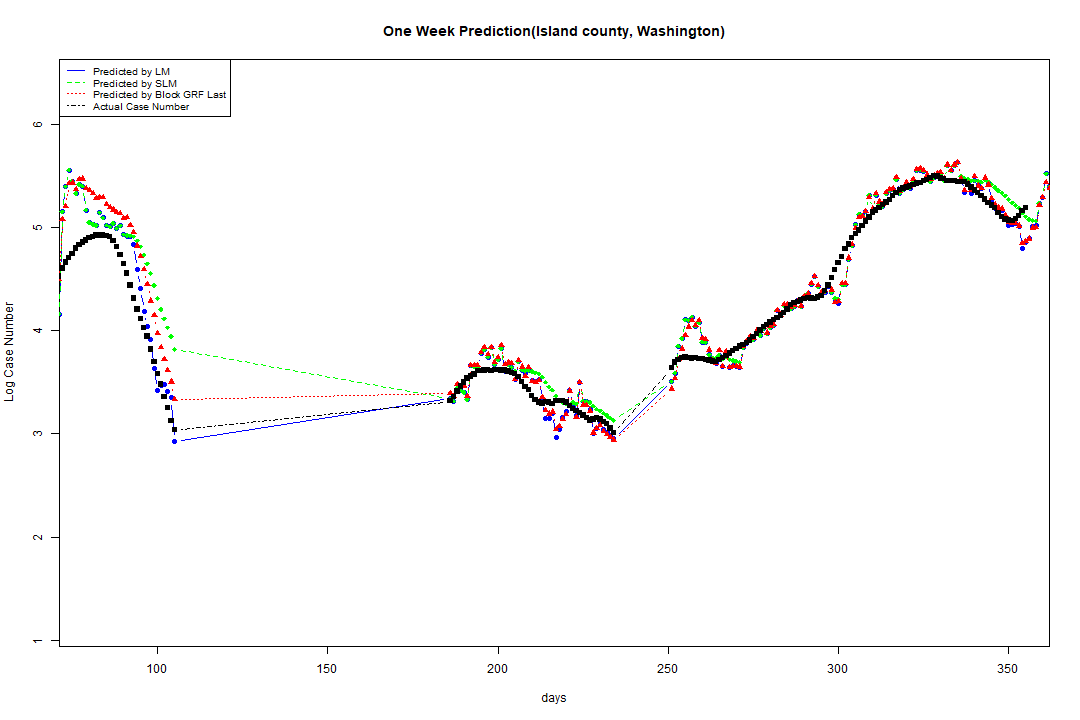 One Week Prediction(Island county, Washington)
Predicted by LM
Predicted by SLM
Predicted by Block GRF Last
Actual Case Number
6
5
4
3
2
1
Log Case Number
100 150 200 250 300 350
days